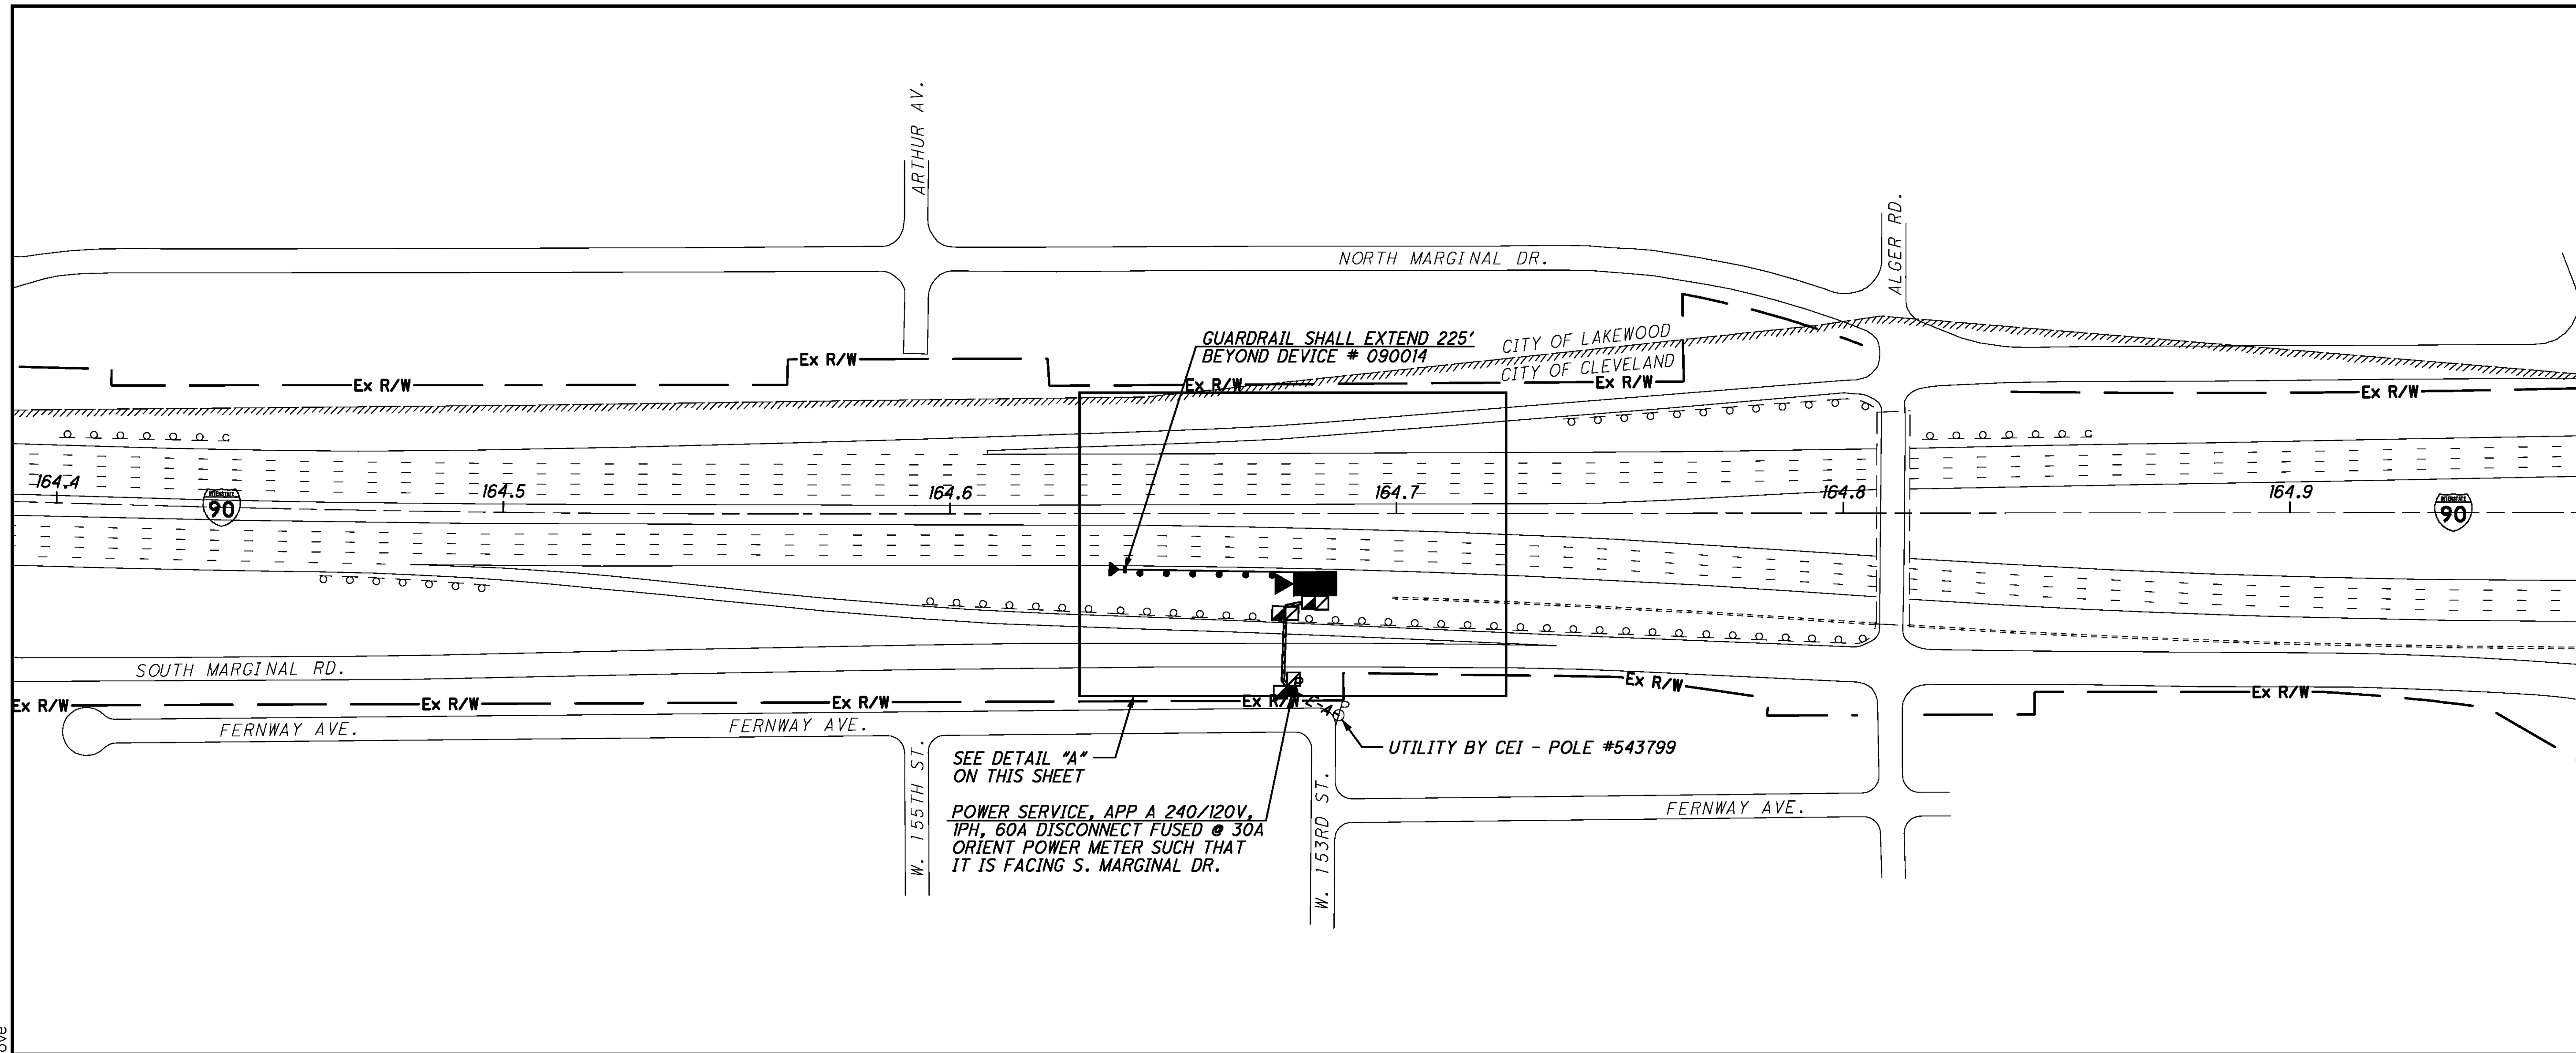 ARTHUR AV.
ALGER RD.
NORTH MARGINAL DR.
GUARDRAIL SHALL EXTEND 225'
BEYOND DEVICE # 090014
CITY OF LAKEWOOD
CITY OF CLEVELAND
Ex R/W
Ex R/W
Ex R/W
Ex R/W
Ex R/W
164.4
164.5
164.6
164.7
164.8
164.9
INTERSTATE
90
INTERSTATE
90
SOUTH MARGINAL RD.
Ex R/W
Ex R/W
Ex R/W
Ex R/W
Ex R/W
Ex R/W
FERNWAY AVE.
FERNWAY AVE.
SEE DETAIL "A"
ON THIS SHEET
UTILITY BY CEI - POLE #543799
W. 155TH ST.
W. 153RD ST.
POWER SERVICE, APP A 240/120V,
1PH, 60A DISCONNECT FUSED @ 30A
ORIENT POWER METER SUCH THAT
IT IS FACING S. MARGINAL DR.
FERNWAY AVE.